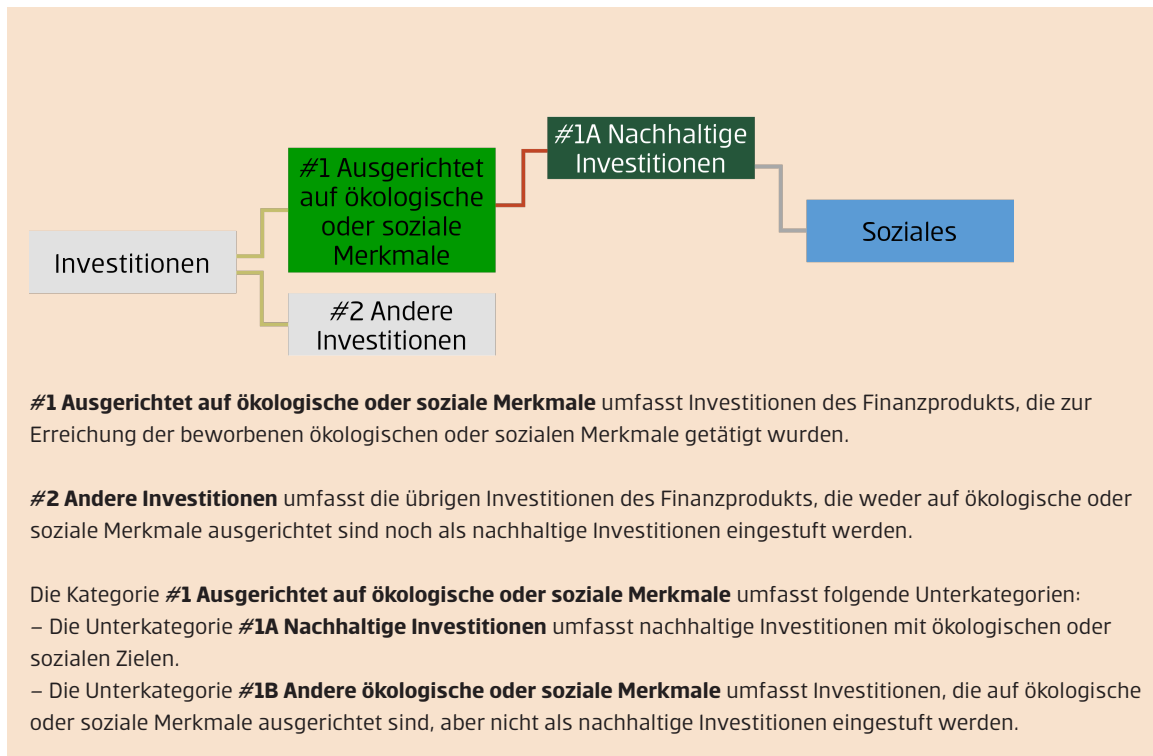 #1A Nachhaltige
Investitionen
#1 Ausgerichtet
auf ökologische
oder soziale
Merkmale
Soziales
Investitionen
#2 Andere
Investitionen
#1 Ausgerichtet auf ökologische oder soziale Merkmale umfasst Investitionen des Finanzprodukts, die zur
Erreichung der beworbenen ökologischen oder sozialen Merkmale getätigt wurden.
#2 Andere Investitionen umfasst die übrigen Investitionen des Finanzprodukts, die weder auf ökologische oder
soziale Merkmale ausgerichtet sind noch als nachhaltige Investitionen eingestuft werden.
Die Kategorie #1 Ausgerichtet auf ökologische oder soziale Merkmale umfasst folgende Unterkategorien:
– Die Unterkategorie #1A Nachhaltige Investitionen umfasst nachhaltige Investitionen mit ökologischen oder
sozialen Zielen.
– Die Unterkategorie #1B Andere ökologische oder soziale Merkmale umfasst Investitionen, die auf ökologische
oder soziale Merkmale ausgerichtet sind, aber nicht als nachhaltige Investitionen eingestuft werden.